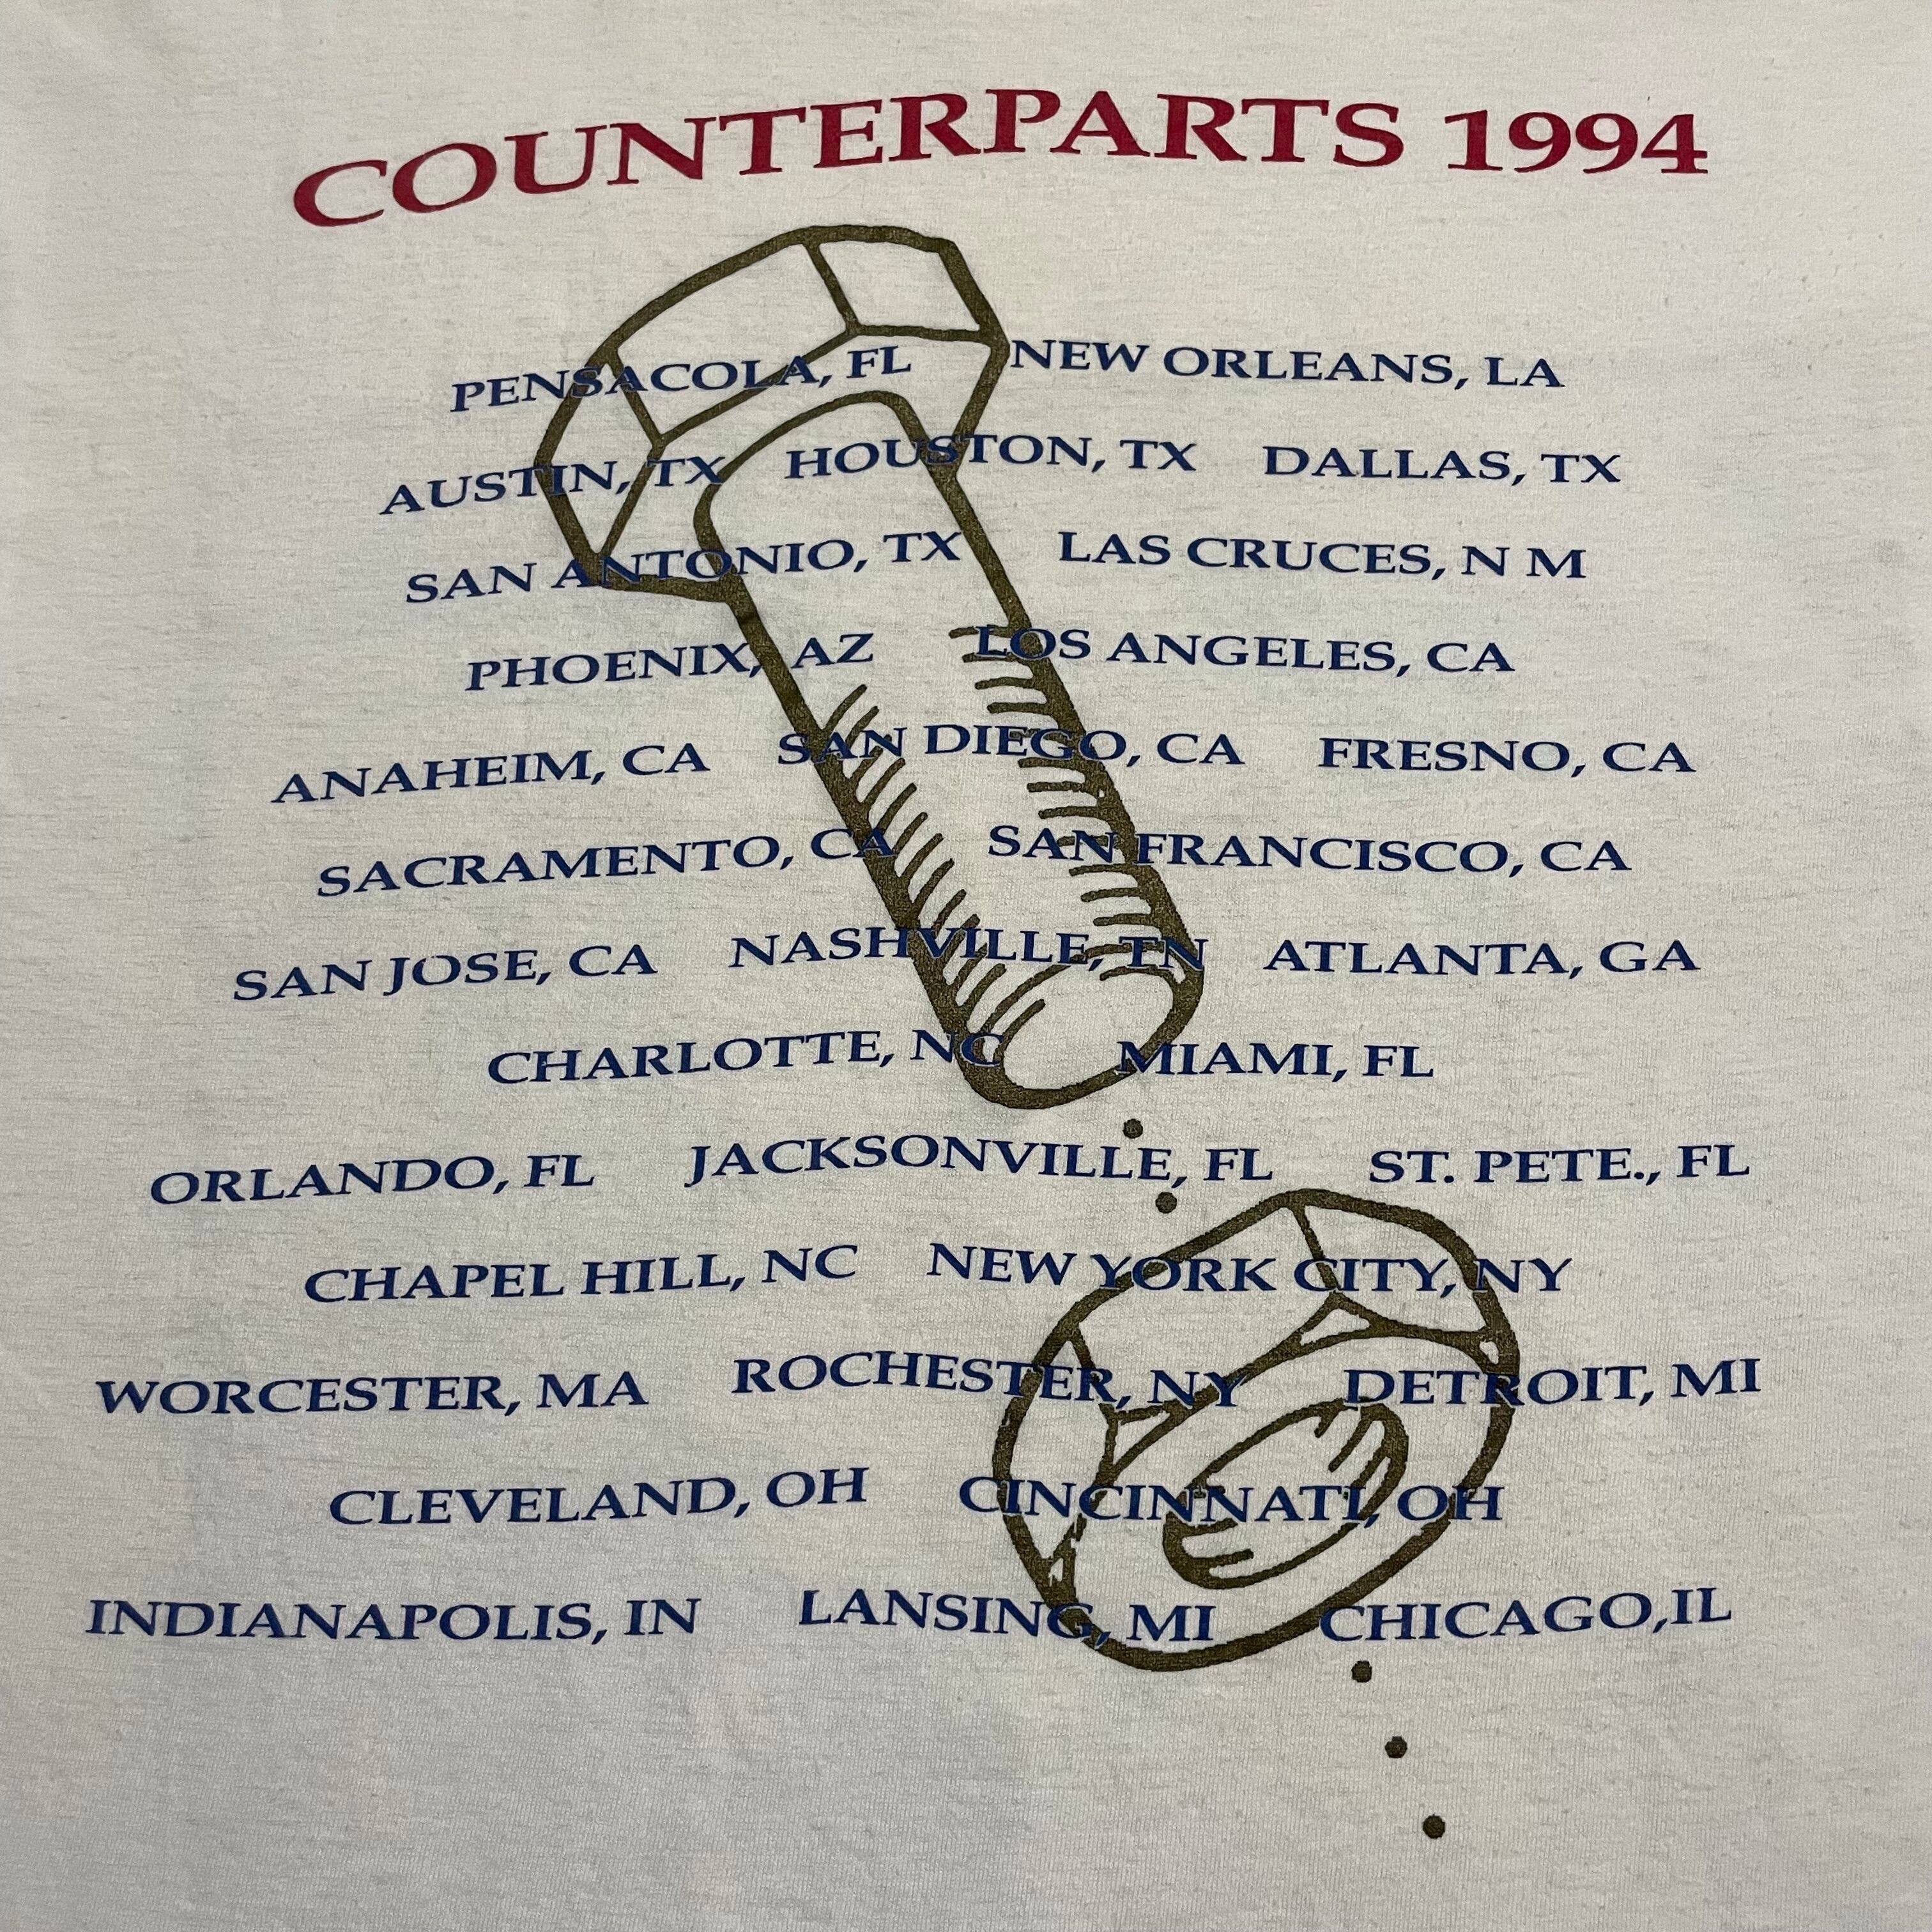 COUNTERPARTS 1994
PENSACOLA, FL NEW ORLEANS, LA
AUSTIN, TX HOUSTON, TX DALLAS, TX
SAN ANTONIO, TX LAS CRUCES, N M
PHOENIX, AZ LOS ANGELES, CA
ANAHEIM, CA SAN DIEGO, CA FRESNO, CA
SACRAMENTO, CA SAN FRANCISCO, CA
SAN JOSE, CA NASHVILLE, TN ATLANTA, GA
CHARLOTTE, NC MIAMI, FL
ORLANDO, FL JACKSONVILLE, FL ST. PETE., FL
CHAPEL HILL, NC NEW YORK CITY, NY
WORCESTER, MA ROCHESTER, NY DETROIT, MI
CLEVELAND, OH CINCINNATI, OH
INDIANAPOLIS, IN LANSING, MI CHICAGO,IL